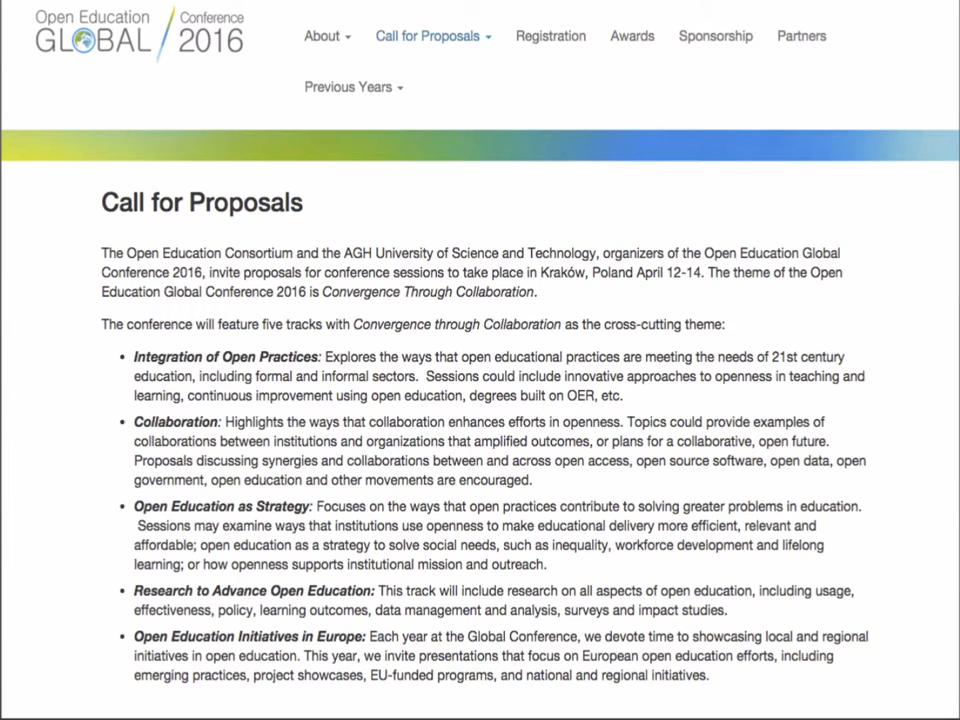 Open Education Conference
GLOBAL 2016
About Call for Proposals Registration Awards Sponsorship Partners
Previous Years
Call for Proposals
The Open Education Consortium and the AGH University of Science and Technology, organizers of the Open Education Global
Conference 2016, invite proposals for conference sessions to take place in Kraków, Poland April 12-14. The theme of the Open
Education Global Conference 2016 is Convergence Through Collaboration.
The conference will feature five tracks with Convergence through Collaboration as the cross-cutting theme:
• Integration of Open Practices: Explores the ways that open educational practices are meeting the needs of 21st century
education, including formal and informal sectors. Sessions could include innovative approaches to openness in teaching and
learning, continuous improvement using open education, degrees built on OER, etc.
• Collaboration: Highlights the ways that collaboration enhances efforts in openness. Topics could provide examples of
collaborations between institutions and organizations that amplified outcomes, or plans for a collaborative, open future.
Proposals discussing synergies and collaborations between and across open access, open source software, open data, open
government, open education and other movements are encouraged.
• Open Education as Strategy: Focuses on the ways that open practices contribute to solving greater problems in education.
Sessions may examine ways that institutions use openness to make educational delivery more efficient, relevant and
affordable; open education as a strategy to solve social needs, such as inequality, workforce development and lifelong
learning; or how openness supports institutional mission and outreach.
• Research to Advance Open Education: This track will include research on all aspects of open education, including usage,
effectiveness, policy, learning outcomes, data management and analysis, surveys and impact studies.
• Open Education Initiatives in Europe: Each year at the Global Conference, we devote time to showcasing local and regional
initiatives in open education. This year, we invite presentations that focus on European open education efforts, including
emerging practices, project showcases, EU-funded programs, and national and regional initiatives.